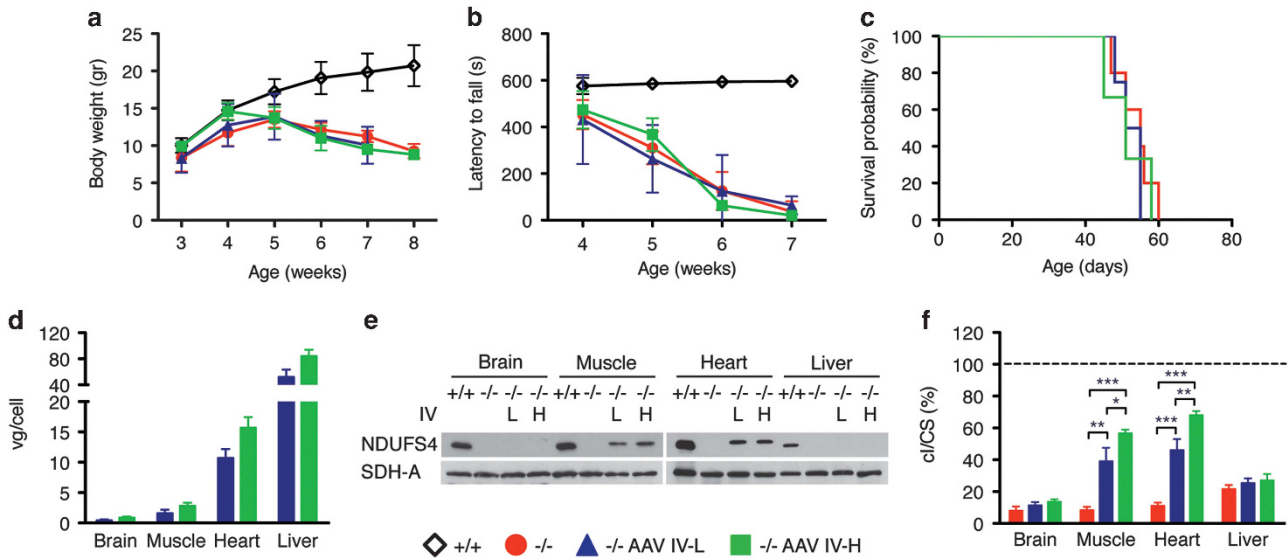 a
Body weight (gr)
25
20
15
10
5
0
3 4 5 6 7 8
Age (weeks)
b
Latency to fall (s)
800
600
400
200
0
4 5 6 7
Age (weeks)
c
Survival probability (%)
100
80
60
40
20
0
0 20 40 60 80
Age (days)
d
vg/cell
120
80
40
20
15
10
5
0
Brain Muscle Heart Liver
e
Brain Muscle Heart Liver
+/+ -/- -/- -/- +/+ -/- -/- -/- +/+ -/- -/- -/- +/+ -/- -/- -/-
IV L H L H L H L H
NDUFS4
SDH-A
f
cI/CS (%)
120
100
80
60
40
20
0
*** * **
*** ** ***
Brain Muscle Heart Liver
+/+ -/- -/- AAV IV-L -/- AAV IV-H